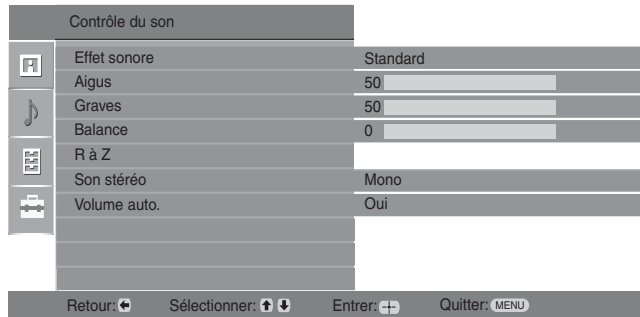 Contrôle du son
Effet sonore Standard
Aigus 50
Graves 50
Balance 0
R à Z
Son stéréo Mono
Volume auto. Oui
Retour: Sélectionner: Entrer: Quitter: MENU